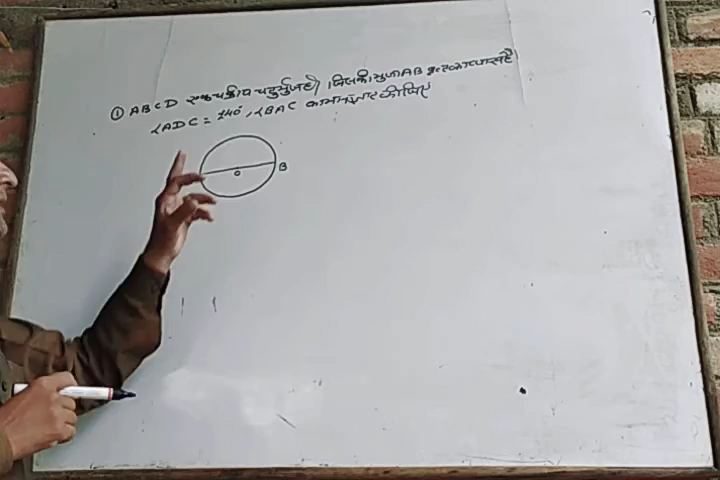 ① ABCD एक चक्रीय चतुर्भुज है। जिसकी भुजा AB वृत्त का व्यास है
∠ADC = 140°, ∠BAC का मान ज्ञात कीजिए
O
B